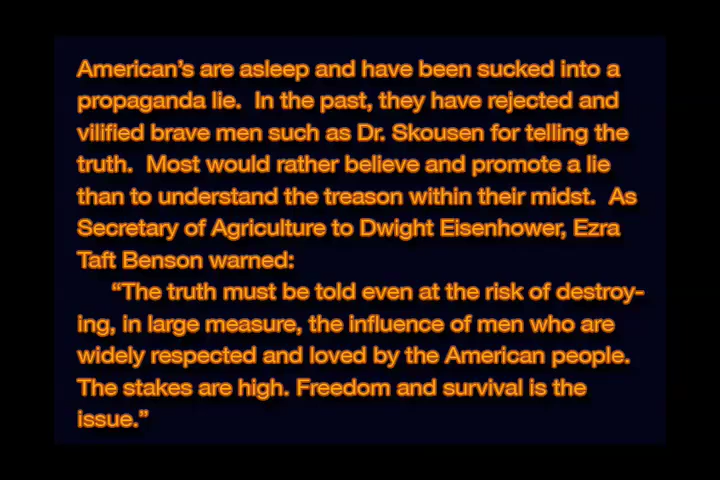 American’s are asleep and have been sucked into a
propaganda lie.  In the past, they have rejected and
vilified brave men such as Dr. Skousen for telling the
truth.  Most would rather believe and promote a lie
than to understand the treason within their midst.  As
Secretary of Agriculture to Dwight Eisenhower, Ezra
Taft Benson warned:
“The truth must be told even at the risk of destroy-
ing, in large measure, the influence of men who are
widely respected and loved by the American people.
The stakes are high. Freedom and survival is the
issue.”